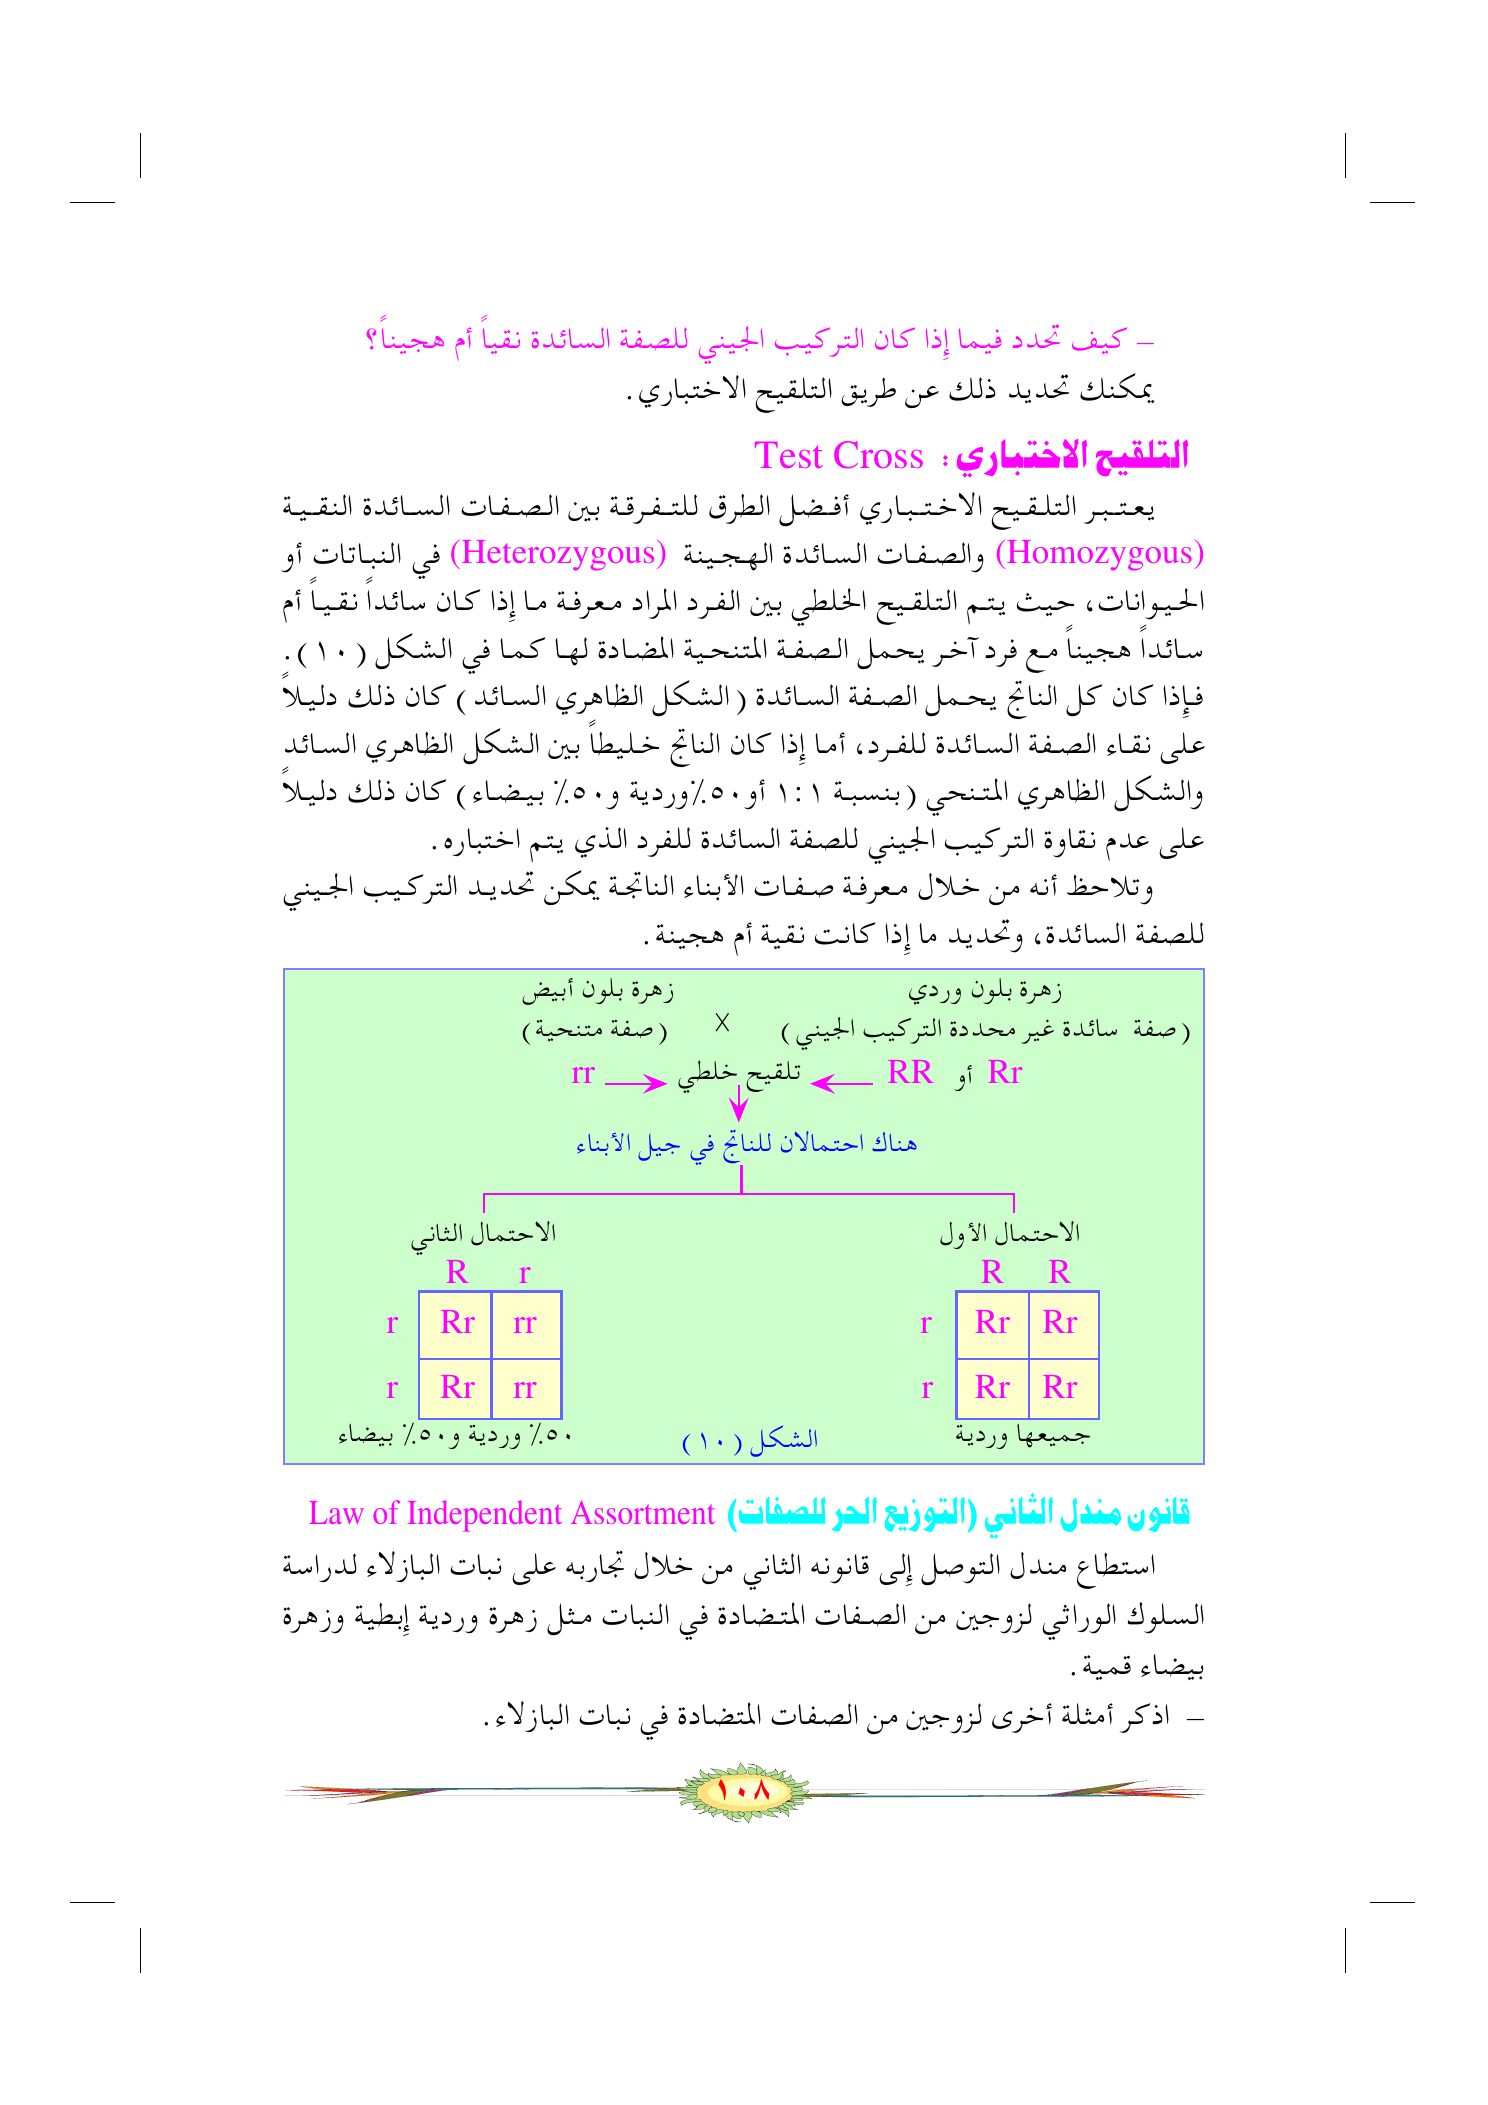 – كيف تحدد فيما إِذا كان التركيب الجيني للصفة السائدة نقياً أم هجيناً؟
يمكنك تحديد ذلك عن طريق التلقيح الاختباري.
التلقيح الاختباري : Test Cross
يعتبر التلقيح الاختباري أفضل الطرق للتفرقة بين الصفات السائدة النقية
(Homozygous) والصفات السائدة الهجينة (Heterozygous) في النباتات أو
الحيوانات، حيث يتم التلقيح الخلطي بين الفرد المراد معرفة ما إِذا كان سائداً نقياً أم
سائداً هجيناً مع فرد آخر يحمل الصفة المتنحية المضادة لها كما في الشكل (١٠).
فإِذا كان كل الناتج يحمل الصفة السائدة (الشكل الظاهري السائد) كان ذلك دليلاً
على نقاء الصفة السائدة للفرد، أما إِذا كان الناتج خليطاً بين الشكل الظاهري السائد
والشكل الظاهري المتنحي (بنسبة ١:١ أو ٥٠٪ وردية و٥٠٪ بيضاء) كان ذلك دليلاً
على عدم نقاوة التركيب الجيني للصفة السائدة للفرد الذي يتم اختباره.
وتلاحظ أنه من خلال معرفة صفات الأبناء الناتجة يمكن تحديد التركيب الجيني
للصفة السائدة، وتحديد ما إِذا كانت نقية أم هجينة.
زهرة بلون وردي زهرة بلون أبيض
(صفة سائدة غير محددة التركيب الجيني) X (صفة متنحية)
Rr أو RR تلقيح خلطي rr
هناك احتمالان للناتج في جيل الأبناء
الاحتمال الأول الاحتمال الثاني
R R R r
r Rr Rr r Rr rr
r Rr Rr r Rr rr
جميعها وردية ٥٠٪ وردية و٥٠٪ بيضاء
الشكل (١٠)
قانون مندل الثاني (التوزيع الحر للصفات) Law of Independent Assortment
استطاع مندل التوصل إِلى قانونه الثاني من خلال تجاربه على نبات البازلاء لدراسة
السلوك الوراثي لزوجين من الصفات المتضادة في النبات مثل زهرة وردية إِبطية وزهرة
بيضاء قمية.
– اذكر أمثلة أخرى لزوجين من الصفات المتضادة في نبات البازلاء.
١٠٨